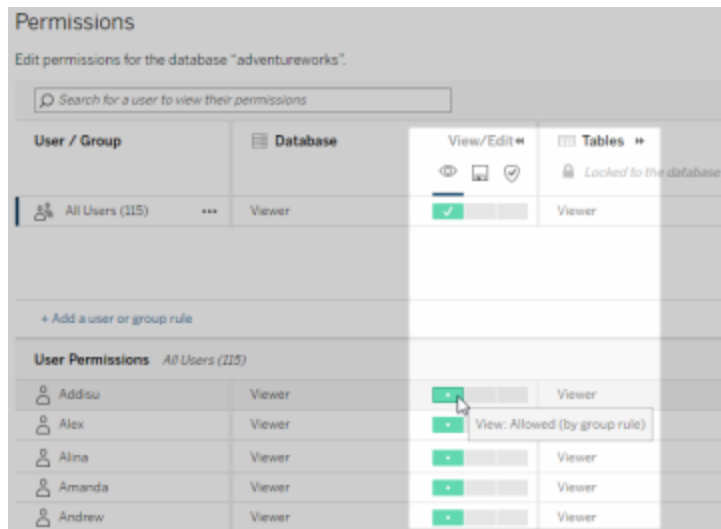 Permissions
Edit permissions for the database "adventureworks".
Search for a user to view their permissions
User / Group Database View/Edit Tables
Locked to the database
All Users (115) ... Viewer Viewer
+ Add a user or group rule
User Permissions All Users (115)
Addisu Viewer Viewer
Alex Viewer View: Allowed (by group rule)
Alina Viewer Viewer
Amanda Viewer Viewer
Andrew Viewer Viewer